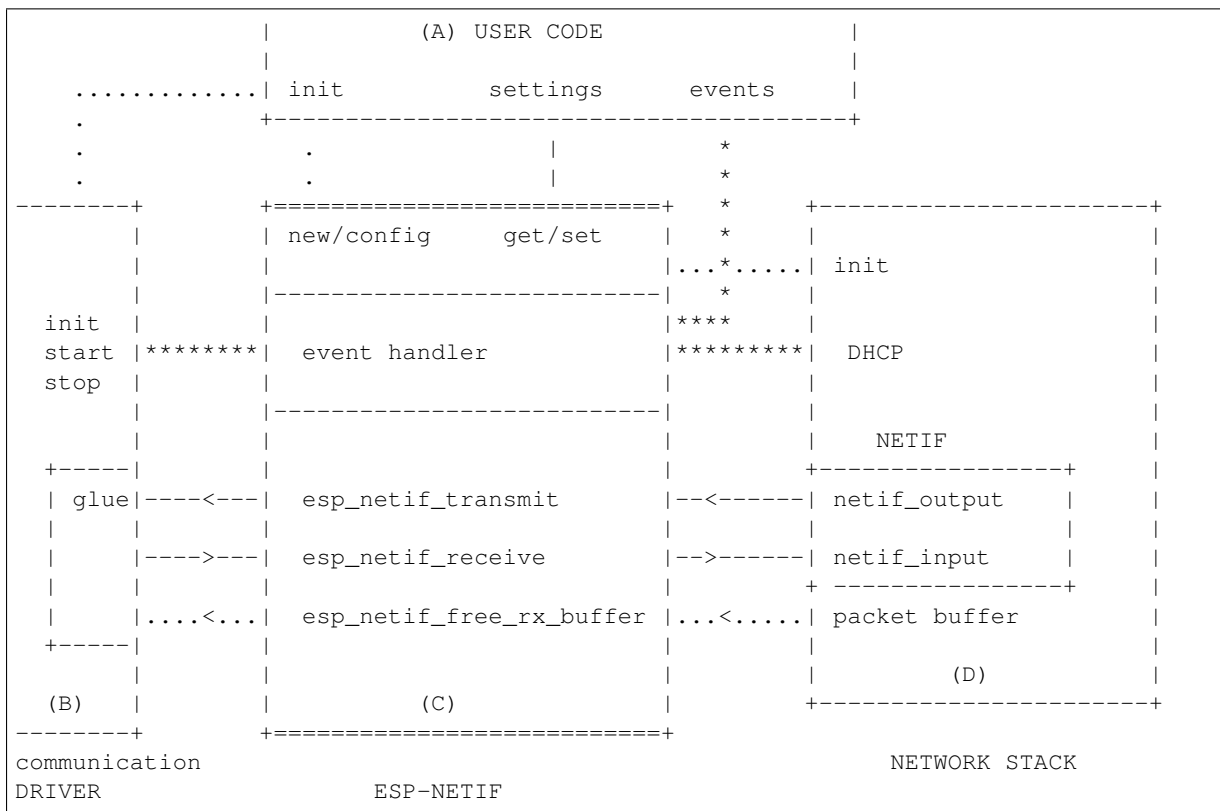 |          (A) USER CODE                 |
                 |                                        |
    .............| init          settings      events     |
    .            +----------------------------------------+
    .               .                |           *
    .               .                |           *
--------+        +===========================+   *     +-----------------------+
        |        | new/config     get/set    |   *     |                       |
        |        |                           |...*.....| init                  |
        |        |---------------------------|   *     |                       |
  init  |        |                           |****     |                       |
  start |********|  event handler            |*********|  DHCP                 |
  stop  |        |                           |         |                       |
        |        |---------------------------|         |                       |
        |        |                           |         |    NETIF              |
  +-----|        |                           |         +-----------------+     |
  | glue|----<---|  esp_netif_transmit       |--<------| netif_output    |     |
  |     |        |                           |         |                 |     |
  |     |---->---|  esp_netif_receive        |-->------| netif_input     |     |
  |     |        |                           |         + ----------------+     |
  |     |....<...|  esp_netif_free_rx_buffer |...<.....| packet buffer         |
  +-----|        |                           |         |                       |
        |        |                           |         |         (D)           |
  (B)   |        |          (C)              |         +-----------------------+
--------+        +===========================+
communication                                                NETWORK STACK
DRIVER                   ESP-NETIF